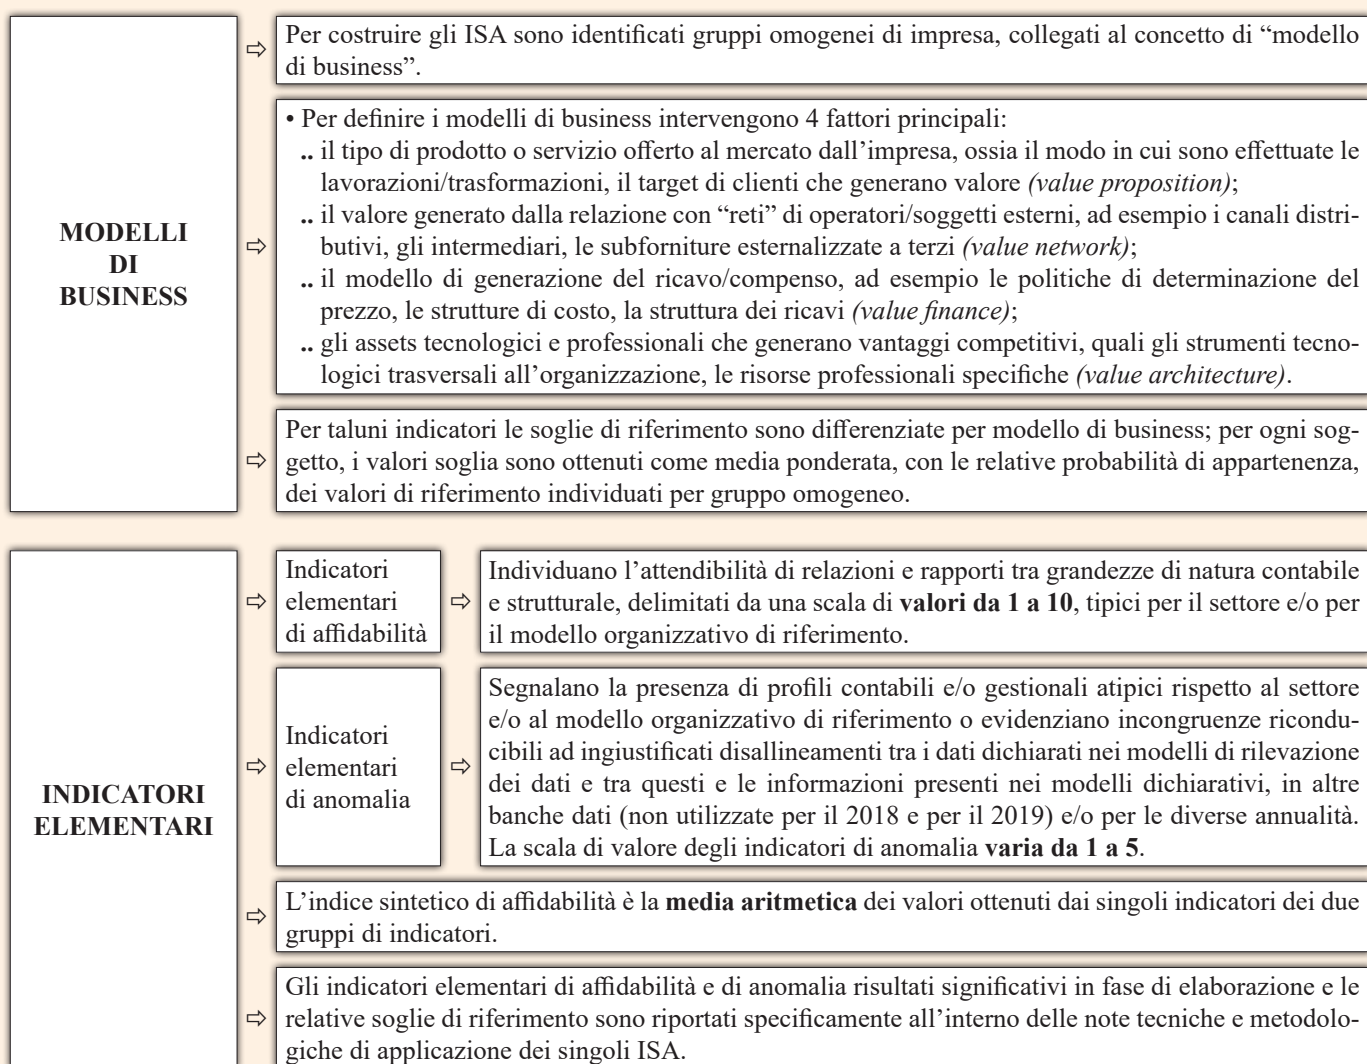 MODELLI
DI
BUSINESS
⇨
Per costruire gli ISA sono identificati gruppi omogenei di impresa, collegati al concetto di “modello
di business”.
⇨
• Per definire i modelli di business intervengono 4 fattori principali:
.. il tipo di prodotto o servizio offerto al mercato dall’impresa, ossia il modo in cui sono effettuate le
lavorazioni/trasformazioni, il target di clienti che generano valore (value proposition);
.. il valore generato dalla relazione con “reti” di operatori/soggetti esterni, ad esempio i canali distri-
butivi, gli intermediari, le subforniture esternalizzate a terzi (value network);
.. il modello di generazione del ricavo/compenso, ad esempio le politiche di determinazione del
prezzo, le strutture di costo, la struttura dei ricavi (value finance);
.. gli assets tecnologici e professionali che generano vantaggi competitivi, quali gli strumenti tecno-
logici trasversali all’organizzazione, le risorse professionali specifiche (value architecture).
⇨
Per taluni indicatori le soglie di riferimento sono differenziate per modello di business; per ogni sog-
getto, i valori soglia sono ottenuti come media ponderata, con le relative probabilità di appartenenza,
dei valori di riferimento individuati per gruppo omogeneo.
INDICATORI
ELEMENTARI
⇨
Indicatori
elementari
di affidabilità
⇨
Individuano l’attendibilità di relazioni e rapporti tra grandezze di natura contabile
e strutturale, delimitati da una scala di valori da 1 a 10, tipici per il settore e/o per
il modello organizzativo di riferimento.
⇨
Indicatori
elementari
di anomalia
⇨
Segnalano la presenza di profili contabili e/o gestionali atipici rispetto al settore
e/o al modello organizzativo di riferimento o evidenziano incongruenze ricondu-
cibili ad ingiustificati disallineamenti tra i dati dichiarati nei modelli di rilevazione
dei dati e tra questi e le informazioni presenti nei modelli dichiarativi, in altre
banche dati (non utilizzate per il 2018 e per il 2019) e/o per le diverse annualità.
La scala di valore degli indicatori di anomalia varia da 1 a 5.
⇨
L’indice sintetico di affidabilità è la media aritmetica dei valori ottenuti dai singoli indicatori dei due
gruppi di indicatori.
⇨
Gli indicatori elementari di affidabilità e di anomalia risultati significativi in fase di elaborazione e le
relative soglie di riferimento sono riportati specificamente all’interno delle note tecniche e metodolo-
giche di applicazione dei singoli ISA.